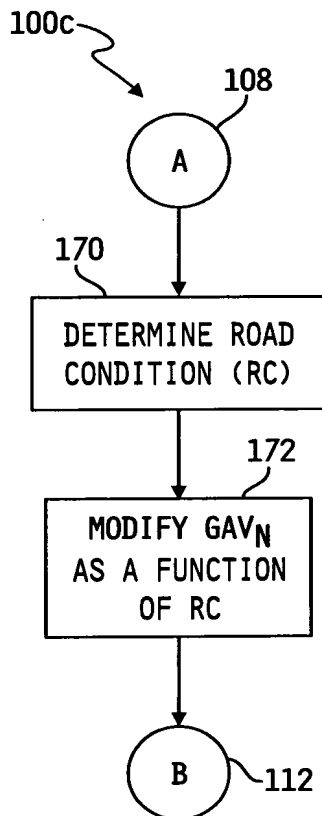 100c
108
A
170
DETERMINE ROAD
CONDITION (RC)
172
MODIFY GAVN
AS A FUNCTION
OF RC
B
112